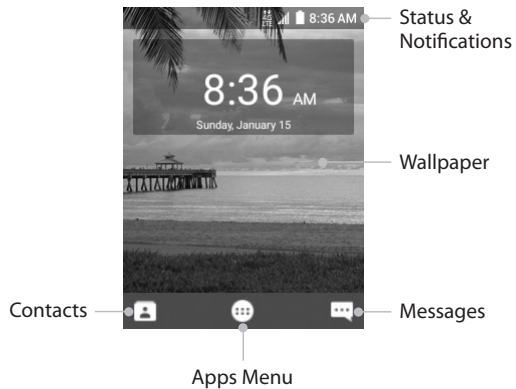 8:36 AM
Status &
Notifications
8:36 AM
Sunday, January 15
Wallpaper
Contacts
Messages
Apps Menu